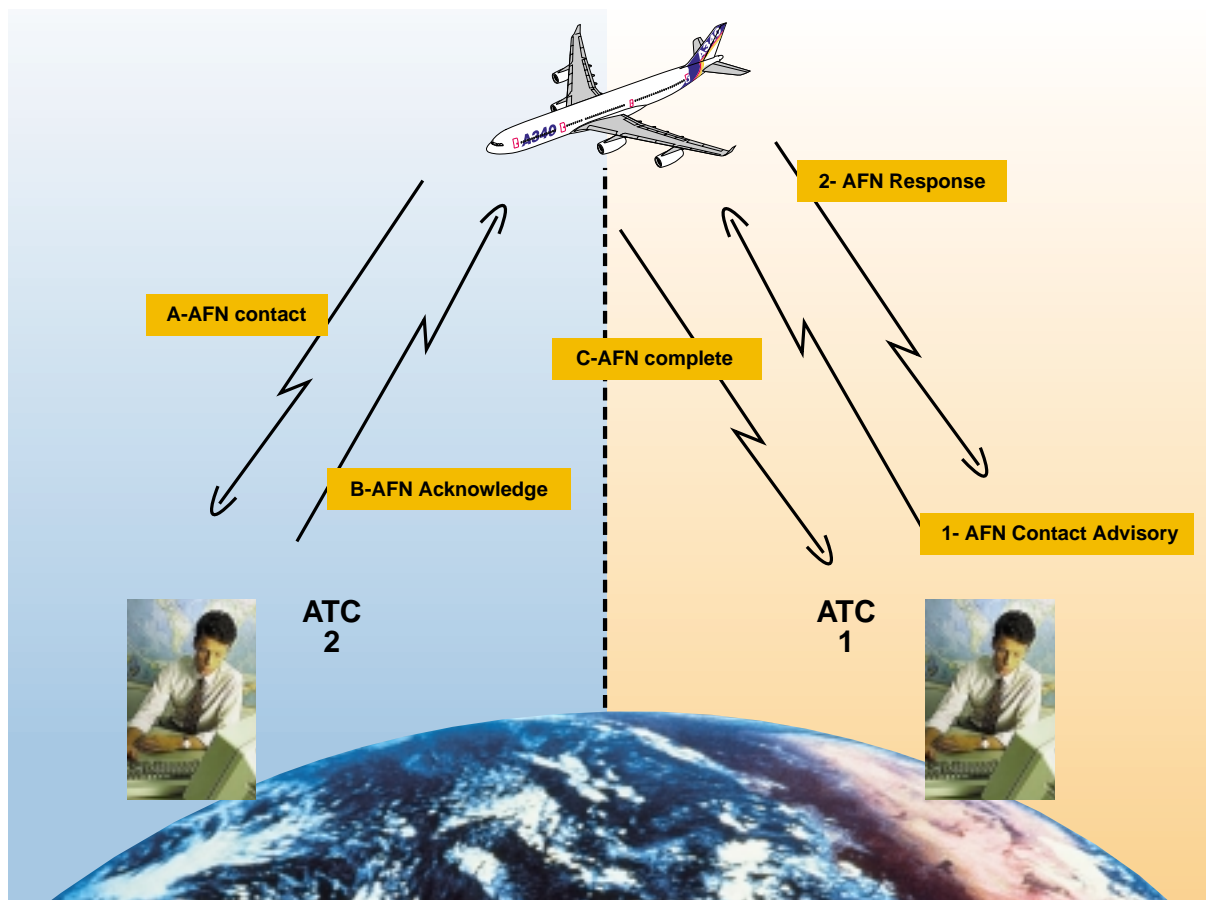 A340
2- AFN Response
A-AFN contact
C-AFN complete
B-AFN Acknowledge
1- AFN Contact Advisory
ATC
2
ATC
1